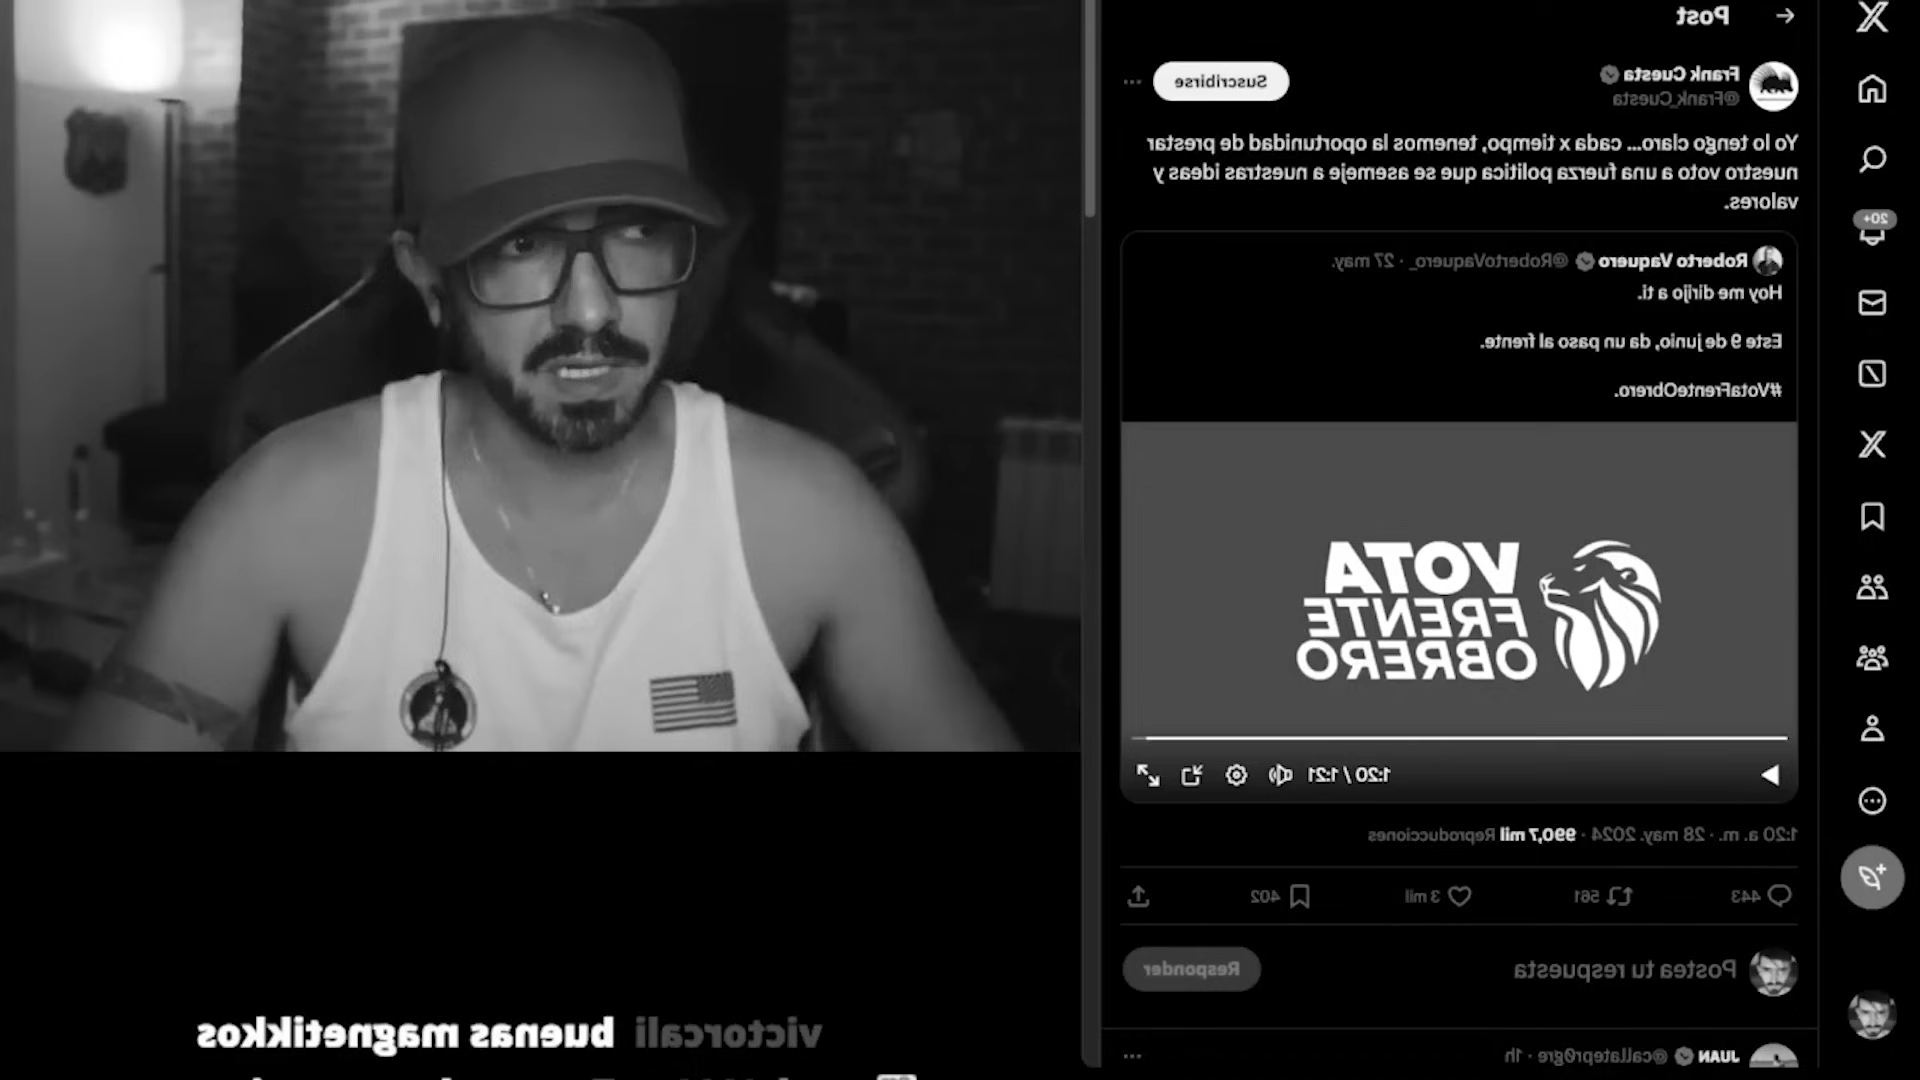 Post
Frank Cuesta
@Frank_Cuesta
Suscribirse
Yo lo tengo claro... cada x tiempo, tenemos la oportunidad de prestar
nuestro voto a una fuerza política que se asemeje a nuestras ideas y
valores.
Roberto Vaquero @RobertoVaquero_ · 27 may.
Hoy me dirijo a ti.
Este 9 de junio, da un paso al frente.
#VotaFrenteObrero.
VOTA
FRENTE
OBRERO
1:20 / 1:21
1:20 a. m. · 28 may. 2024 · 990,7 mil Reproducciones
443 561 3 mil 402
Postea tu respuesta
Responder
JUAN @callatepr0gre · 1h
20+
victorcali buenas magnetikkos